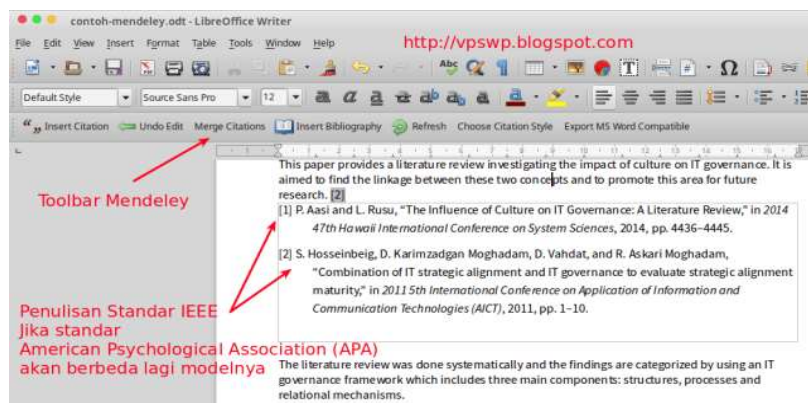 contoh-mendeley.odt - LibreOffice Writer
File Edit View Insert Format Table Tools Window Help
http://vpswp.blogspot.com
Default Style Source Sans Pro 12
Insert Citation Undo Edit Merge Citations Insert Bibliography Refresh Choose Citation Style Export MS Word Compatible
Toolbar Mendeley
This paper provides a literature review investigating the impact of culture on IT governance. It is
aimed to find the linkage between these two concepts and to promote this area for future
research. [2]
[1] P. Aasi and L. Rusu, “The Influence of Culture on IT Governance: A Literature Review,” in 2014
47th Hawaii International Conference on System Sciences, 2014, pp. 4436–4445.
[2] S. Hosseinbeig, D. Karimzadgan Moghadam, D. Vahdat, and R. Askari Moghadam,
“Combination of IT strategic alignment and IT governance to evaluate strategic alignment
maturity,” in 2011 5th International Conference on Application of Information and
Communication Technologies (AICT), 2011, pp. 1–10.
Penulisan Standar IEEE
Jika standar
American Psychological Association (APA)
akan berbeda lagi modelnya
The literature review was done systematically and the findings are categorized by using an IT
governance framework which includes three main components: structures, processes and
relational mechanisms.